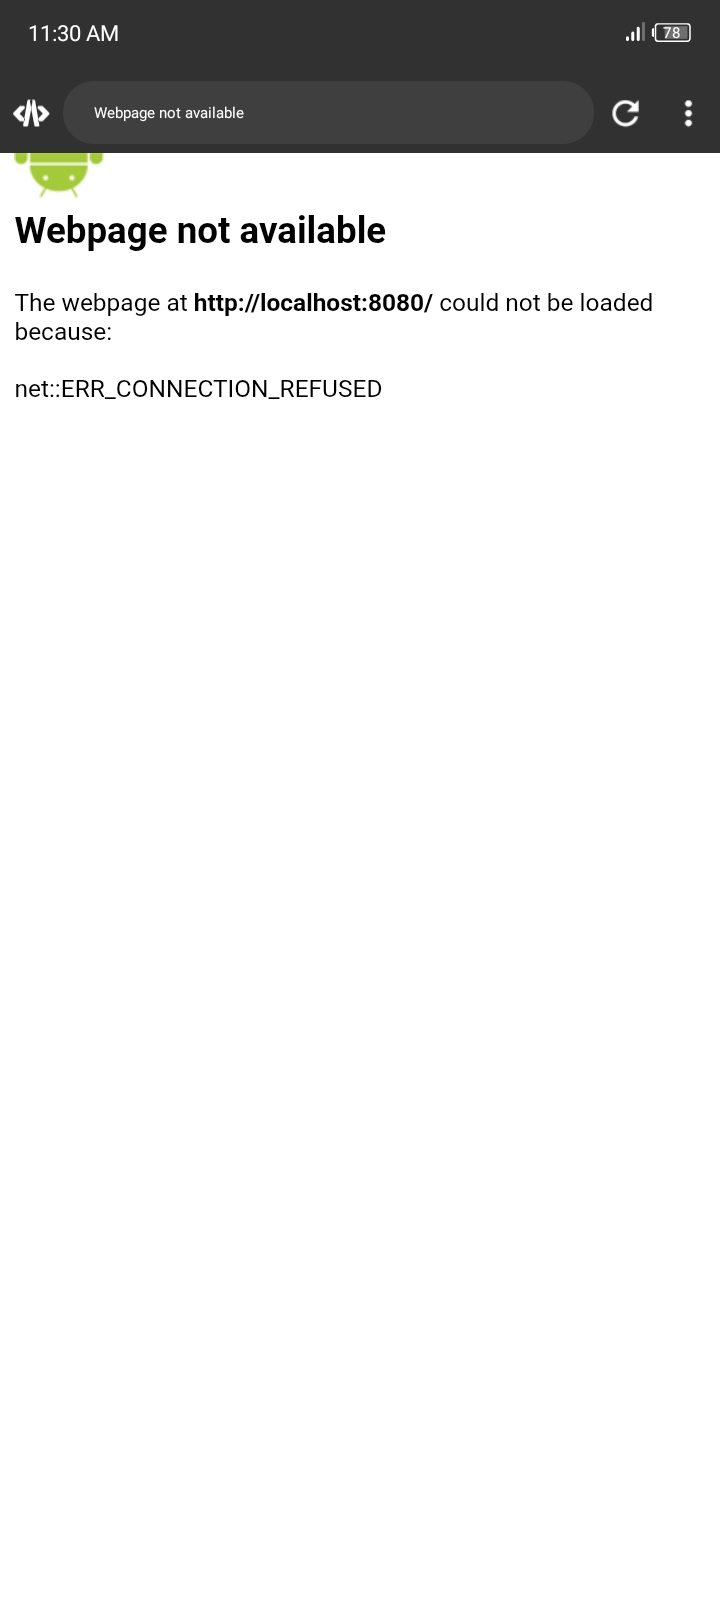 11:30 AM
78
Webpage not available
Webpage not available
The webpage at http://localhost:8080/ could not be loaded
because:
net::ERR_CONNECTION_REFUSED